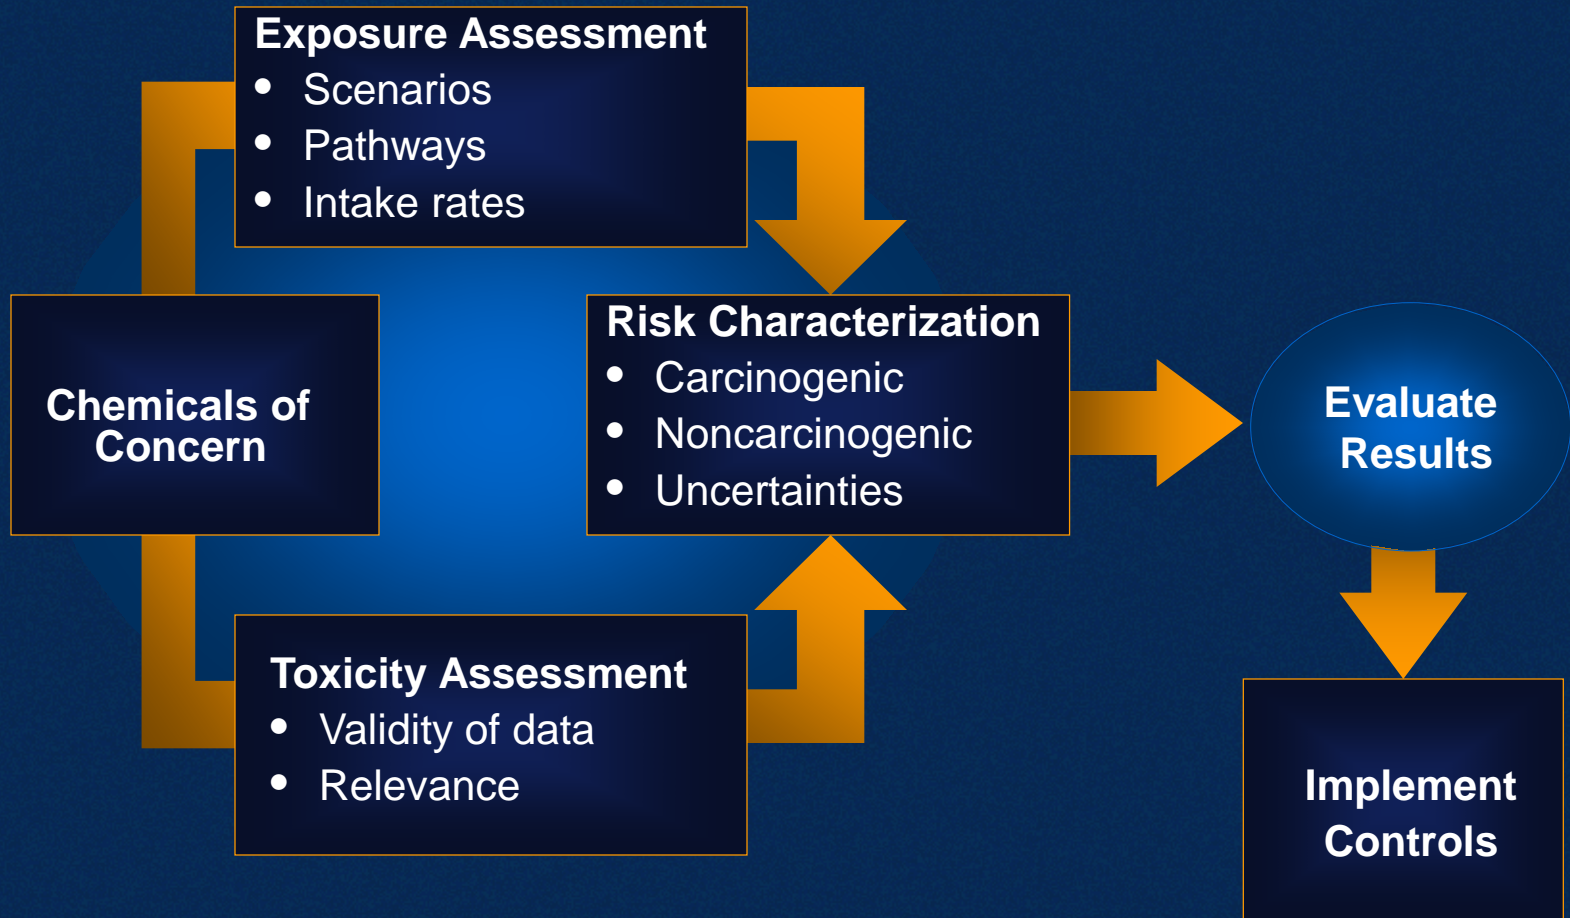 Exposure Assessment
• Scenarios
• Pathways
• Intake rates
Chemicals of
Concern
Risk Characterization
• Carcinogenic
• Noncarcinogenic
• Uncertainties
Evaluate
Results
Toxicity Assessment
• Validity of data
• Relevance
Implement
Controls